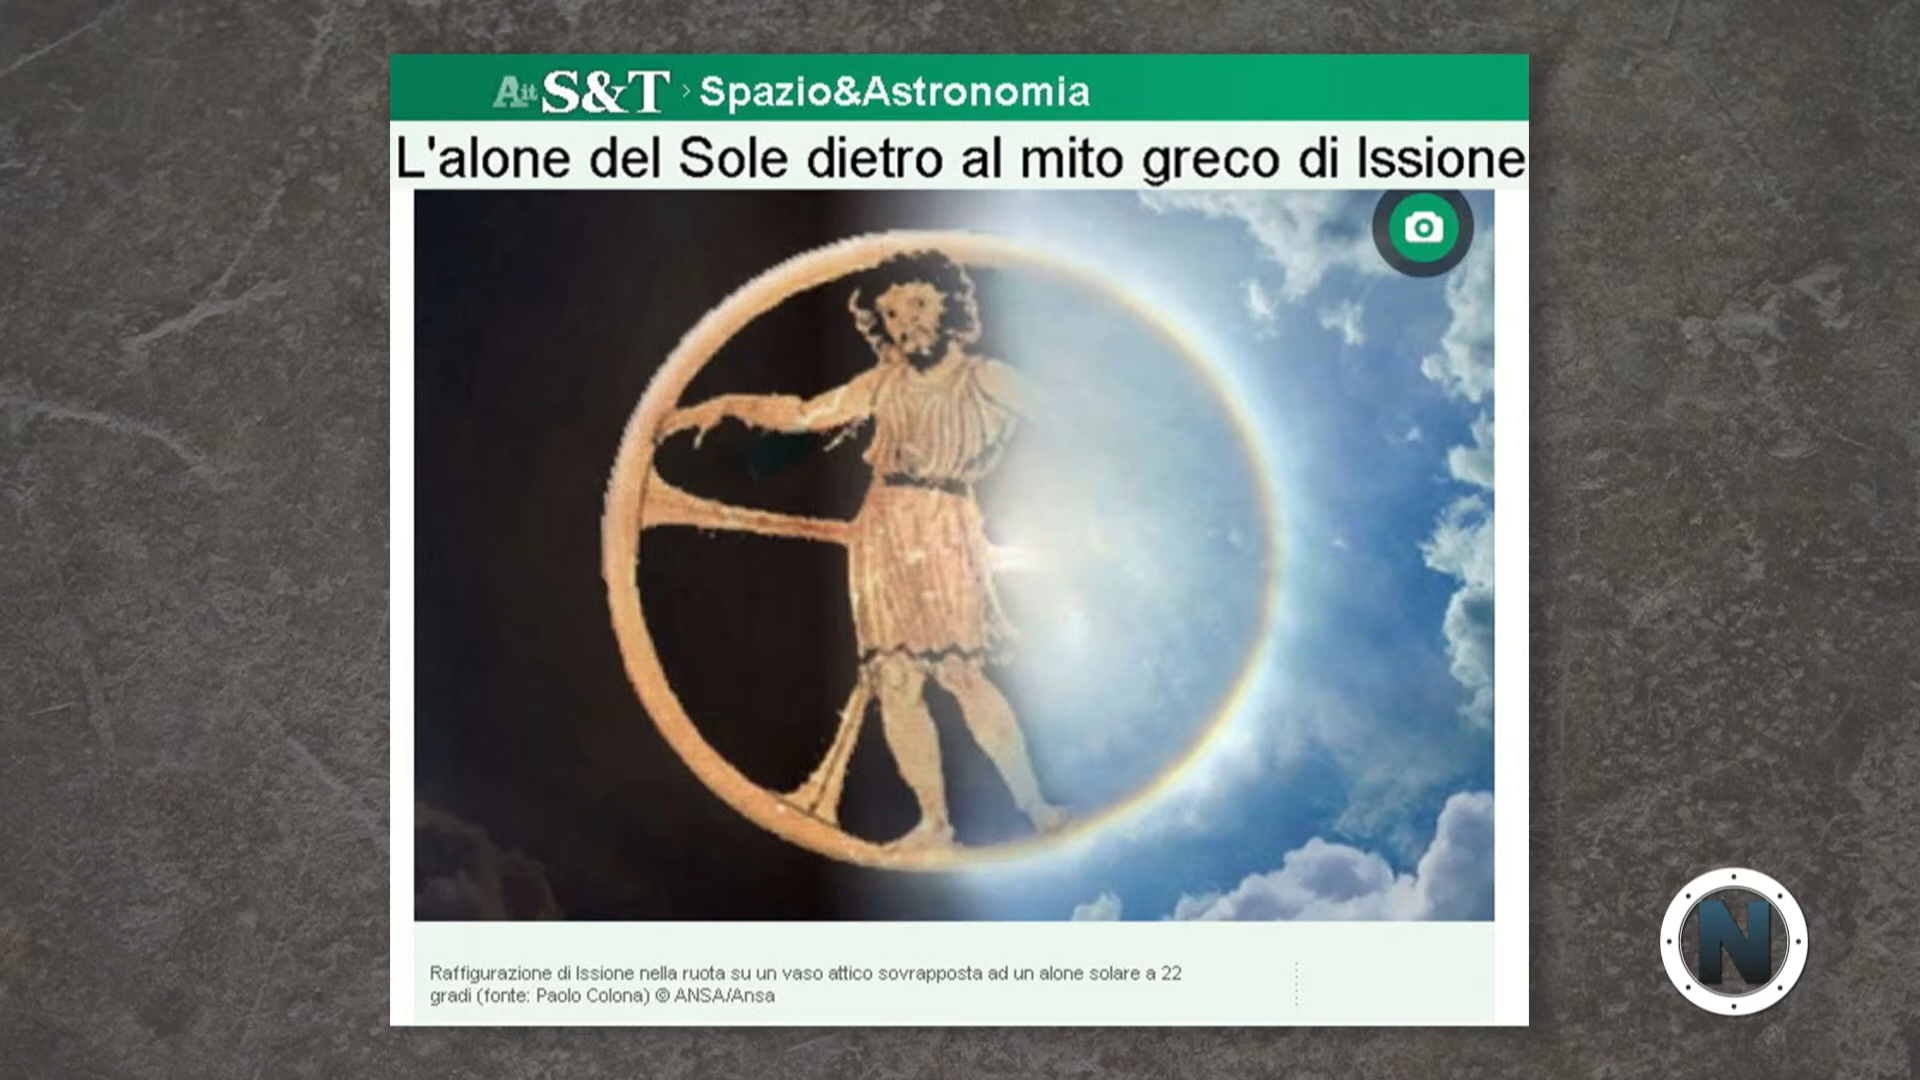 Ait S&T > Spazio&Astronomia
L'alone del Sole dietro al mito greco di Issione
Raffigurazione di Issione nella ruota su un vaso attico sovrapposta ad un alone solare a 22
gradi (fonte: Paolo Colona) © ANSA/Ansa
N